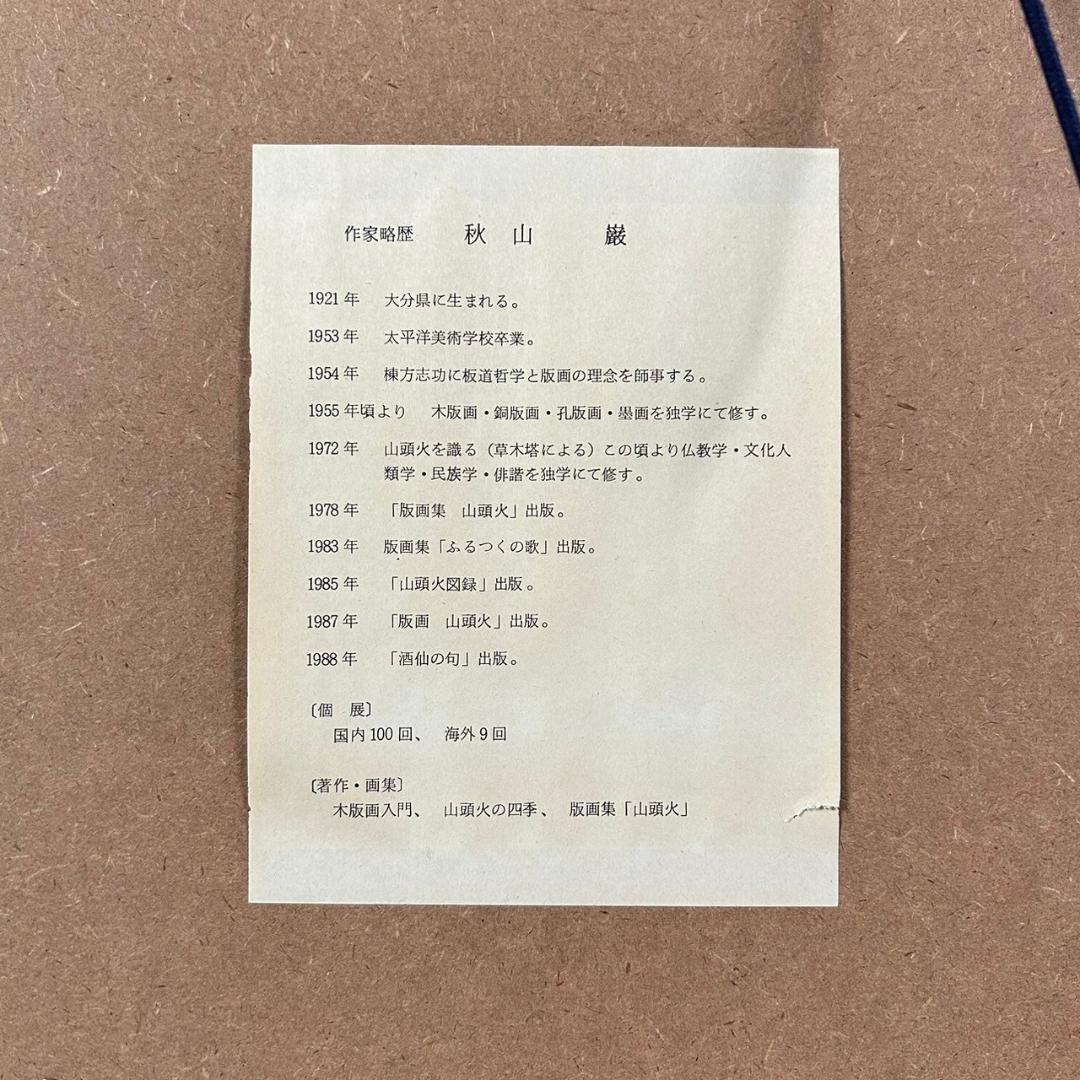 作家略歴　秋山　巌
1921年　大分県に生まれる。
1953年　太平洋美術学校卒業。
1954年　棟方志功に板道哲学と版画の理念を師事する。
1955年頃より　木版画・銅版画・孔版画・墨画を独学にて修す。
1972年　山頭火を識る（草木塔による）この頃より仏教学・文化人
類学・民族学・俳諧を独学にて修す。
1978年　「版画集　山頭火」出版。
1983年　版画集「ふるつくの歌」出版。
1985年　「山頭火図録」出版。
1987年　「版画　山頭火」出版。
1988年　「酒仙の句」出版。
〔個　展〕
国内100回、　海外9回
〔著作・画集〕
木版画入門、　山頭火の四季、　版画集「山頭火」